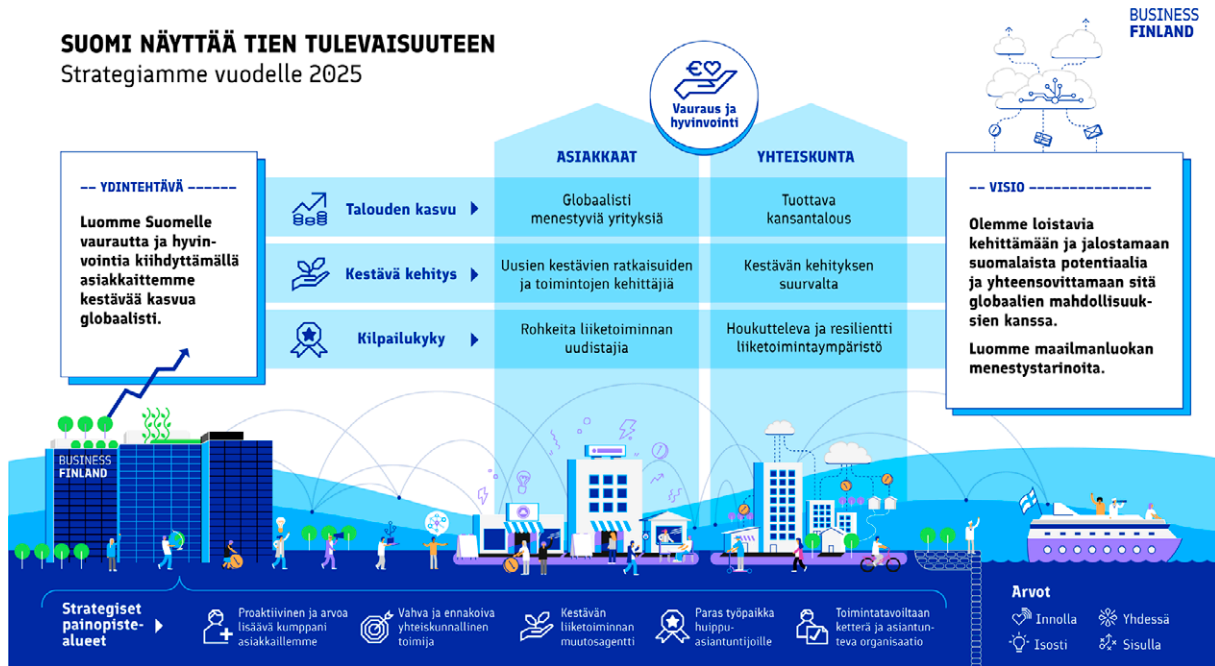 SUOMI NÄYTTÄÄ TIEN TULEVAISUUTEEN
Strategiamme vuodelle 2025
BUSINESS
FINLAND
Vauraus ja
hyvinvointi
ASIAKKAAT
YHTEISKUNTA
YDINTEHTÄVÄ
Luomme Suomelle
vaurautta ja hyvin-
vointia kiihdyttämällä
asiakkaittemme
kestävää kasvua
globaalisti.
Talouden kasvu
Globaalisti
menestyviä yrityksiä
Tuottava
kansantalous
Kestävä kehitys
Uusien kestävien ratkaisuiden
ja toimintojen kehittäjiä
Kestävän kehityksen
suurvalta
Kilpailukyky
Rohkeita liiketoiminnan
uudistajia
Houkutteleva ja resilientti
liiketoimintaympäristö
VISIO
Olemme loistavia
kehittämään ja jalostamaan
suomalaista potentiaalia
ja yhteensovittamaan sitä
globaalien mahdollisuuk-
sien kanssa.
Luomme maailmanluokan
menestystarinoita.
BUSINESS
FINLAND
Strategiset
painopiste-
alueet
Proaktiivinen ja arvoa
lisäävä kumppani
asiakkaillemme
Vahva ja ennakoiva
yhteiskunnallinen
toimija
Kestävän
liiketoiminnan
muutosagentti
Paras työpaikka
huippu-
asiantuntijoille
Toimintatavoiltaan
ketterä ja asiantun-
teva organisaatio
Arvot
Innolla
Yhdessä
Isosti
Sisulla